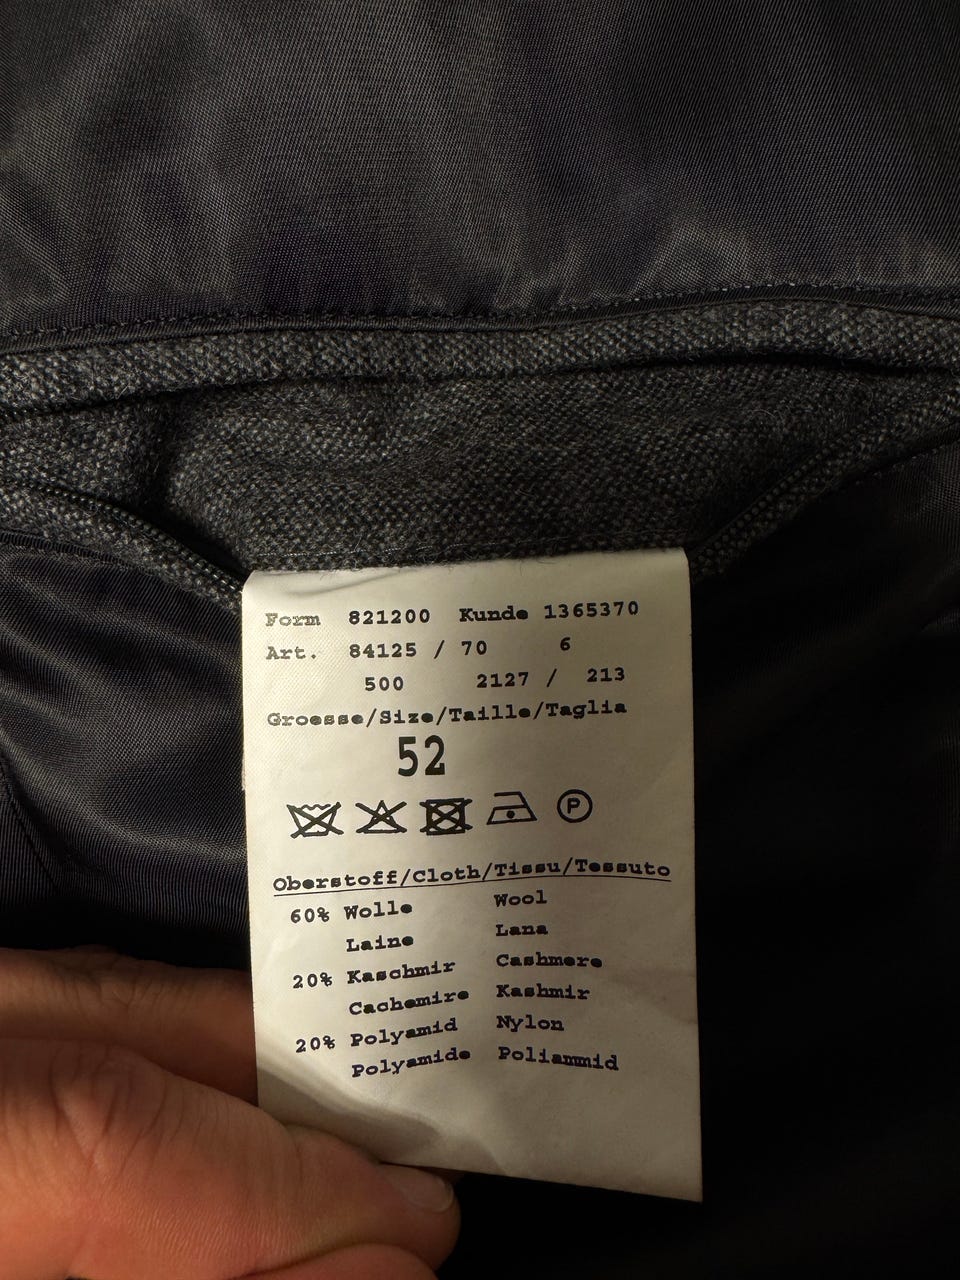 Form 821200 Kunde 1365370
Art. 84125 / 70 6
500 2127 / 213
Groesse/Size/Taille/Taglia
52
P
Oberstoff/Cloth/Tissu/Tessuto
60% Wolle Wool
Laine Lana
20% Kaschmir Cashmere
Cachemire Kashmir
20% Polyamid Nylon
Polyamide Poliammid